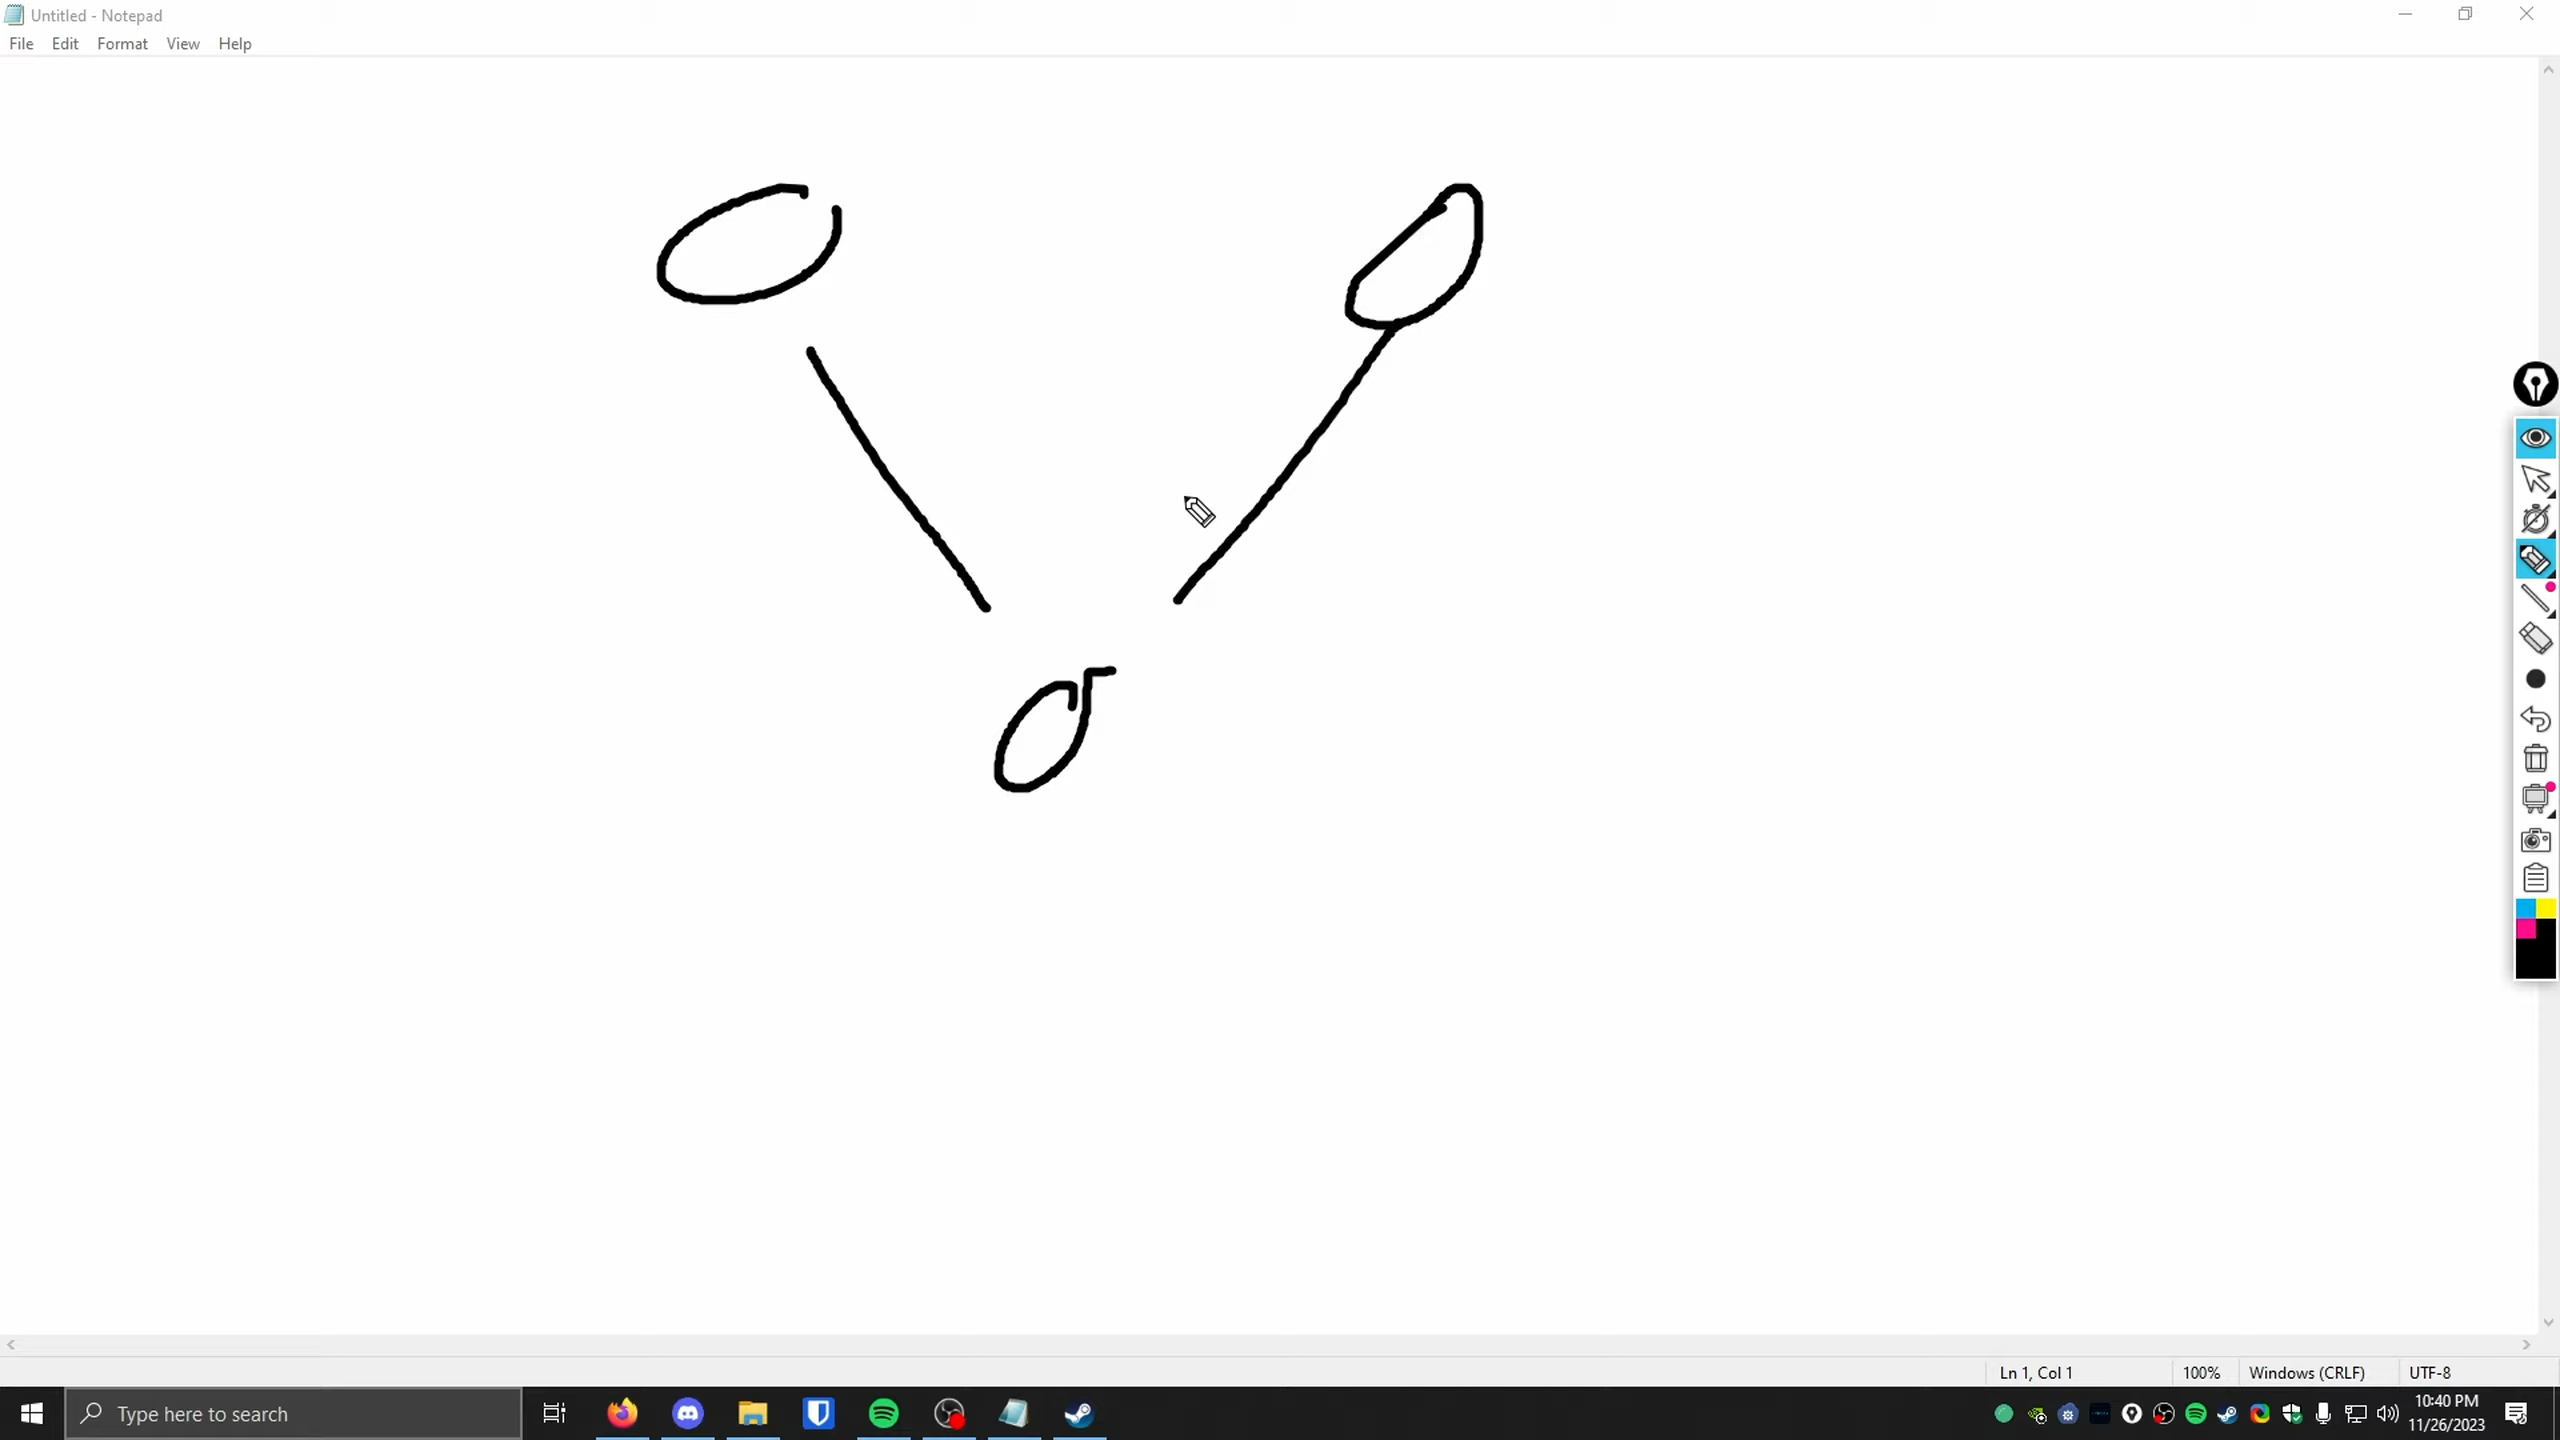 Untitled - Notepad
File Edit Format View Help
Ln 1, Col 1 100% Windows (CRLF) UTF-8
Type here to search
10:40 PM
11/26/2023